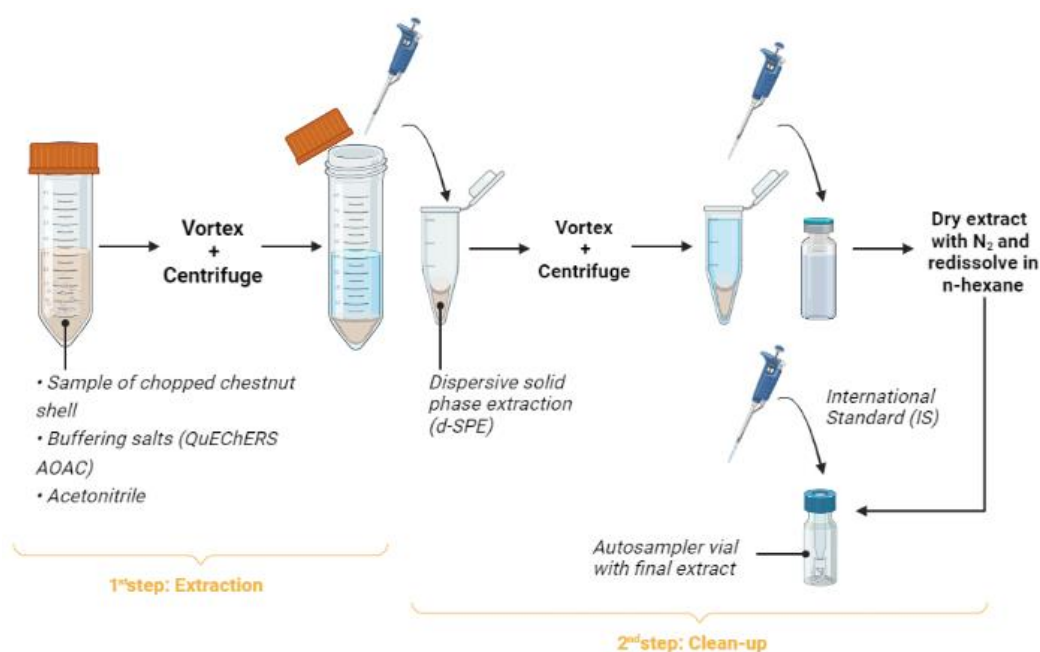 Vortex
+
Centrifuge
Vortex
+
Centrifuge
Dry extract
with N₂ and
redissolve in
n-hexane
• Sample of chopped chestnut
shell
• Buffering salts (QuEChERS
AOAC)
• Acetonitrile
Dispersive solid
phase extraction
(d-SPE)
International
Standard (IS)
Autosampler vial
with final extract
1ˢᵗstep: Extraction
2ⁿᵈstep: Clean-up